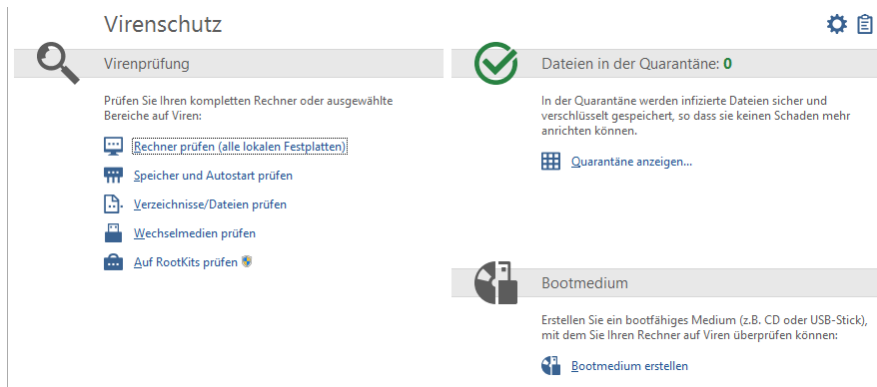 Virenschutz
Virenprüfung
Prüfen Sie Ihren kompletten Rechner oder ausgewählte
Bereiche auf Viren:
Rechner prüfen (alle lokalen Festplatten)
Speicher und Autostart prüfen
Verzeichnisse/Dateien prüfen
Wechselmedien prüfen
Auf RootKits prüfen
Dateien in der Quarantäne: 0
In der Quarantäne werden infizierte Dateien sicher und
verschlüsselt gespeichert, so dass sie keinen Schaden mehr
anrichten können.
Quarantäne anzeigen...
Bootmedium
Erstellen Sie ein bootfähiges Medium (z.B. CD oder USB-Stick),
mit dem Sie Ihren Rechner auf Viren überprüfen können:
Bootmedium erstellen